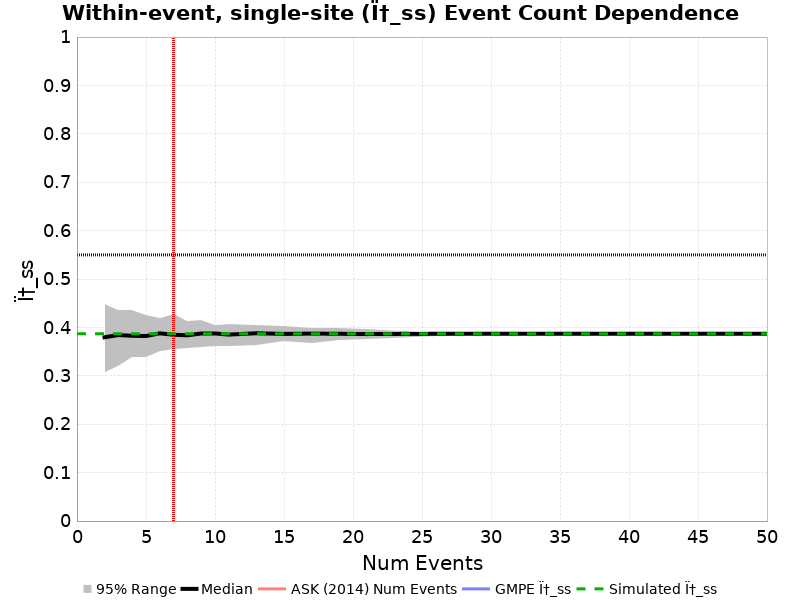 Within-event, single-site (Ï†_ss) Event Count Dependence
1
0.9
0.8
0.7
0.6
0.5
0.4
0.3
0.2
0.1
0
Ï†_ss
0 5 10 15 20 25 30 35 40 45 50
Num Events
95% Range Median ASK (2014) Num Events GMPE Ï†_ss Simulated Ï†_ss